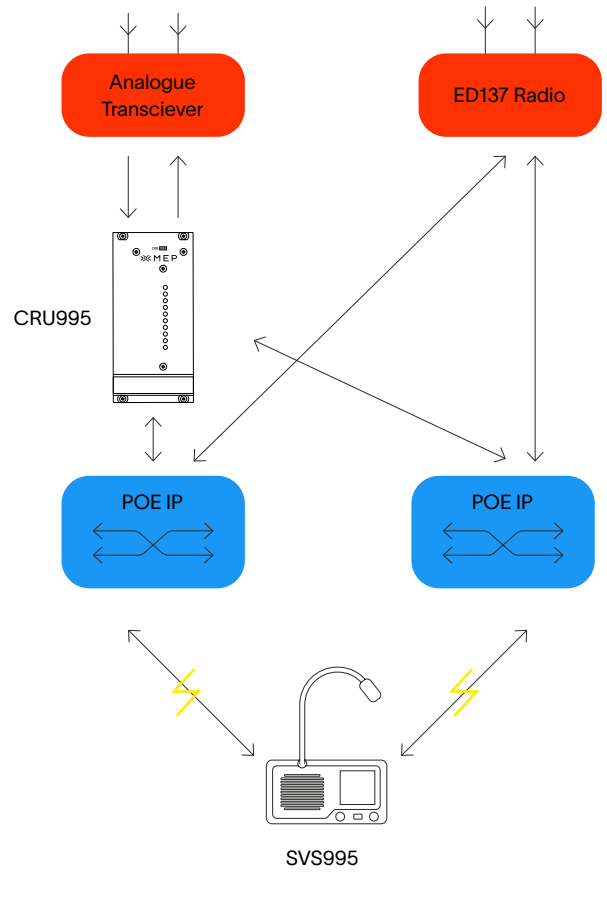 Analogue
Transciever
ED137 Radio
MEP
CRU995
POE IP
POE IP
SVS995